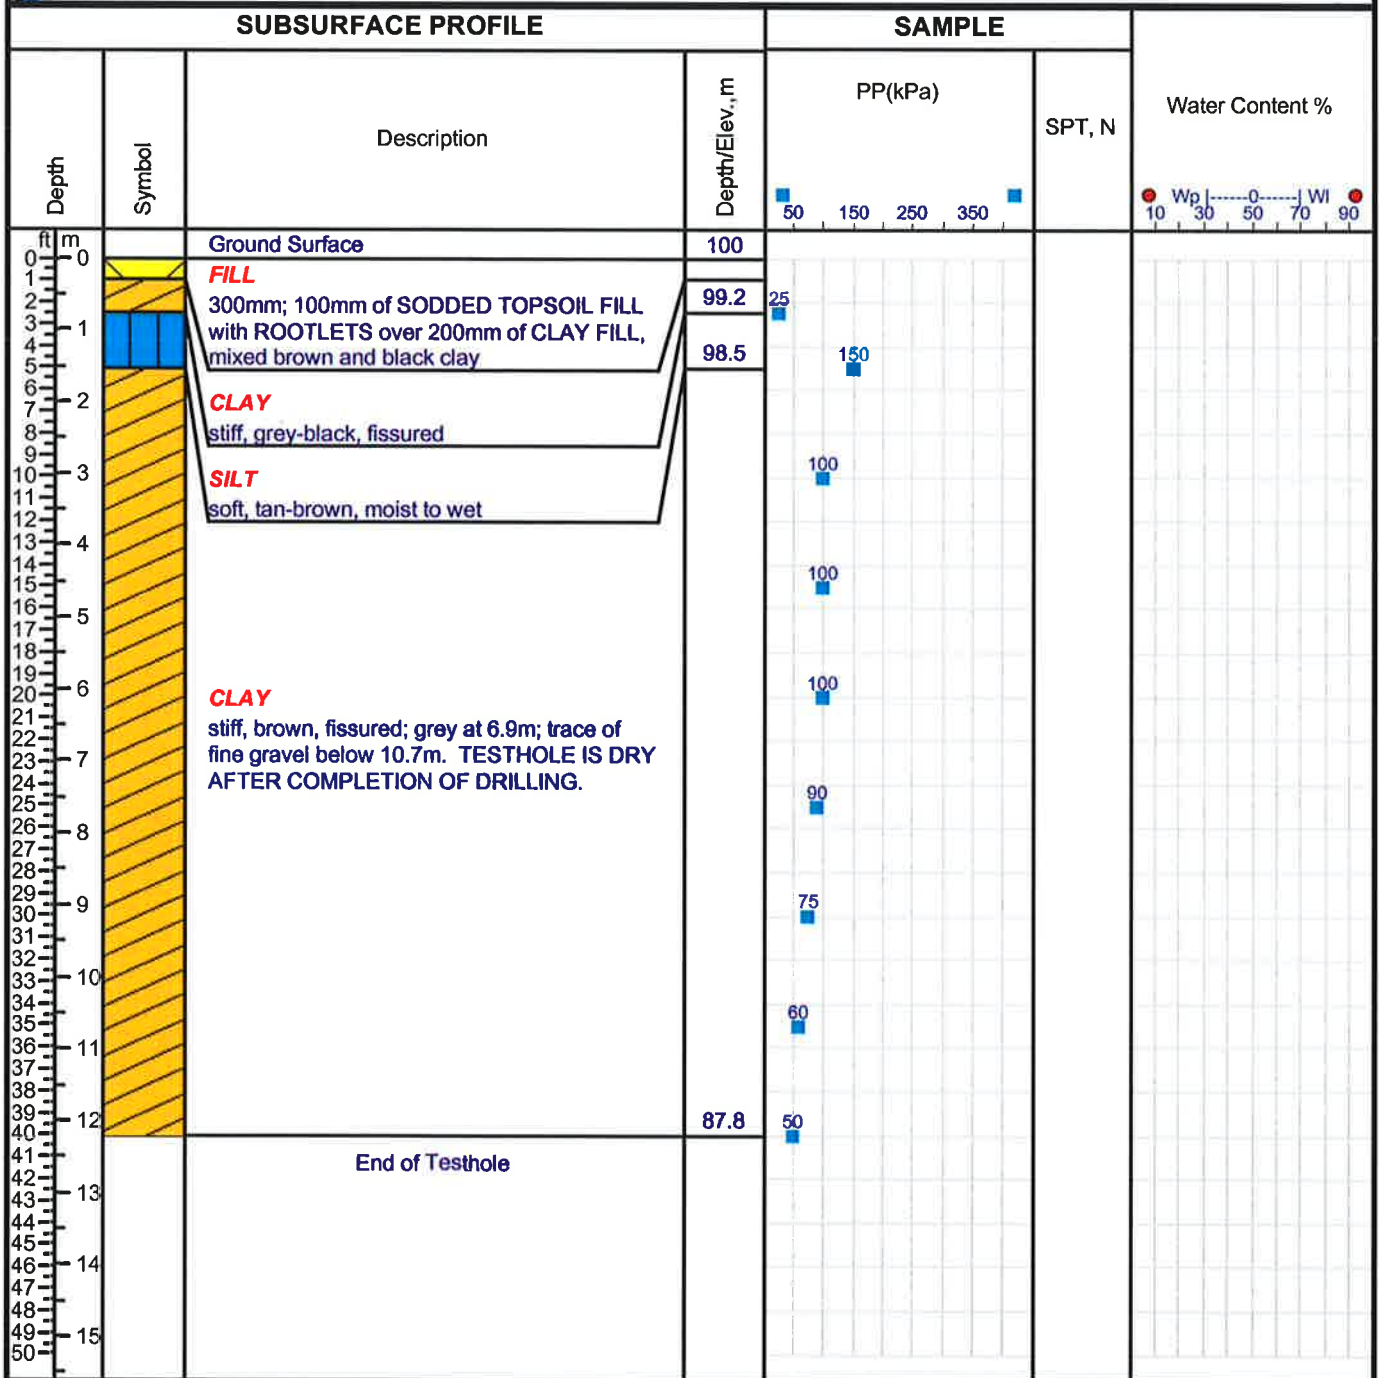 SUBSURFACE PROFILE
SAMPLE
Depth
Symbol
Description
Depth/Elev.,m
PP(kPa)
SPT, N
Water Content %
50 150 250 350
Wp |------0------| Wl
10 30 50 70 90
ft m
Ground Surface
100
FILL
300mm; 100mm of SODDED TOPSOIL FILL
with ROOTLETS over 200mm of CLAY FILL,
mixed brown and black clay
99.2
98.5
CLAY
stiff, grey-black, fissured
SILT
soft, tan-brown, moist to wet
CLAY
stiff, brown, fissured; grey at 6.9m; trace of
fine gravel below 10.7m. TESTHOLE IS DRY
AFTER COMPLETION OF DRILLING.
87.8
End of Testhole
25
150
100
100
100
90
75
60
50
0
1
2
3
4
5
6
7
8
9
10
11
12
13
14
15
16
17
18
19
20
21
22
23
24
25
26
27
28
29
30
31
32
33
34
35
36
37
38
39
40
41
42
43
44
45
46
47
48
49
50
0
1
2
3
4
5
6
7
8
9
10
11
12
13
14
15